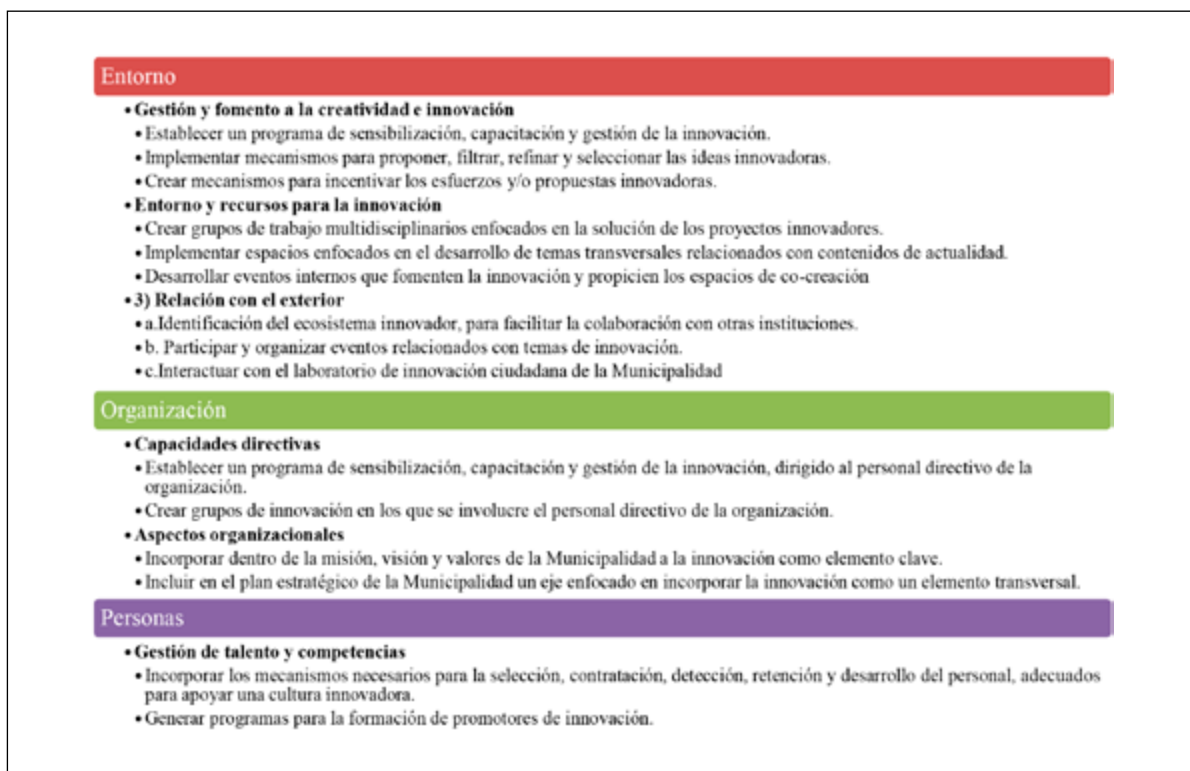 Entorno
• Gestión y fomento a la creatividad e innovación
• Establecer un programa de sensibilización, capacitación y gestión de la innovación.
• Implementar mecanismos para proponer, filtrar, refinar y seleccionar las ideas innovadoras.
• Crear mecanismos para incentivar los esfuerzos y/o propuestas innovadoras.
• Entorno y recursos para la innovación
• Crear grupos de trabajo multidisciplinarios enfocados en la solución de los proyectos innovadores.
• Implementar espacios enfocados en el desarrollo de temas transversales relacionados con contenidos de actualidad.
• Desarrollar eventos internos que fomenten la innovación y propicien los espacios de co-creación
• 3) Relación con el exterior
• a.Identificación del ecosistema innovador, para facilitar la colaboración con otras instituciones.
• b. Participar y organizar eventos relacionados con temas de innovación.
• c.Interactuar con el laboratorio de innovación ciudadana de la Municipalidad
Organización
• Capacidades directivas
• Establecer un programa de sensibilización, capacitación y gestión de la innovación, dirigido al personal directivo de la
organización.
• Crear grupos de innovación en los que se involucre el personal directivo de la organización.
• Aspectos organizacionales
• Incorporar dentro de la misión, visión y valores de la Municipalidad a la innovación como elemento clave.
• Incluir en el plan estratégico de la Municipalidad un eje enfocado en incorporar la innovación como un elemento transversal.
Personas
• Gestión de talento y competencias
• Incorporar los mecanismos necesarios para la selección, contratación, detección, retención y desarrollo del personal, adecuados
para apoyar una cultura innovadora.
• Generar programas para la formación de promotores de innovación.